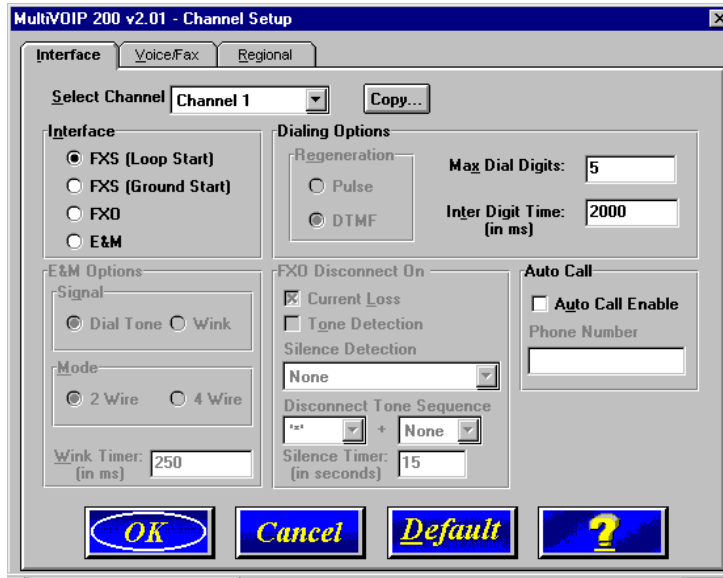 MultiVOIP 200 v2.01 - Channel Setup
Interface
Voice/Fax
Regional
Select Channel
Channel 1
Copy...
Interface
FXS (Loop Start)
FXS (Ground Start)
FXO
E&M
Dialing Options
Regeneration
Pulse
DTMF
Max Dial Digits:
5
Inter Digit Time:
(in ms)
2000
E&M Options
Signal
Dial Tone
Wink
Mode
2 Wire
4 Wire
Wink Timer:
(in ms)
250
FXO Disconnect On
Current Loss
Tone Detection
Silence Detection
None
Disconnect Tone Sequence
'*'
+
None
Silence Timer:
(in seconds)
15
Auto Call
Auto Call Enable
Phone Number
OK
Cancel
Default
?